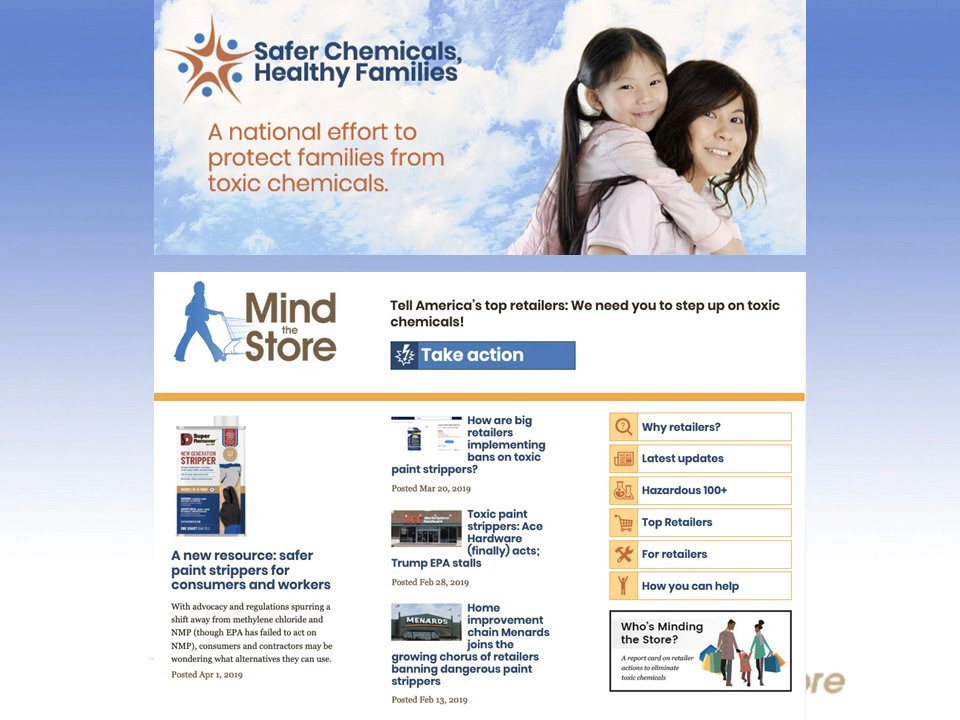 Safer Chemicals,
Healthy Families
A national effort to
protect families from
toxic chemicals.
Mind
the
Store
Tell America's top retailers: We need you to step up on toxic
chemicals!
Take action
Super
Remover
NEW GENERATION
STRIPPER
A new resource: safer
paint strippers for
consumers and workers
With advocacy and regulations spurring a
shift away from methylene chloride and
NMP (though EPA has failed to act on
NMP), consumers and contractors may be
wondering what alternatives they can use.
Posted Apr 1, 2019
How are big
retailers
implementing
bans on toxic
paint strippers?
Posted Mar 20, 2019
Hardware
Toxic paint
strippers: Ace
Hardware
(finally) acts;
Trump EPA stalls
Posted Feb 28, 2019
MENARDS
Home
improvement
chain Menards
joins the
growing chorus of retailers
banning dangerous paint
strippers
Posted Feb 13, 2019
Why retailers?
Latest updates
Hazardous 100+
Top Retailers
For retailers
How you can help
Who's Minding
the Store?
A report card on retailer
actions to eliminate
toxic chemicals
ore